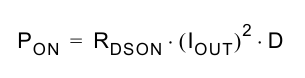 P_ON = R_DSON · (I_OUT)² · D